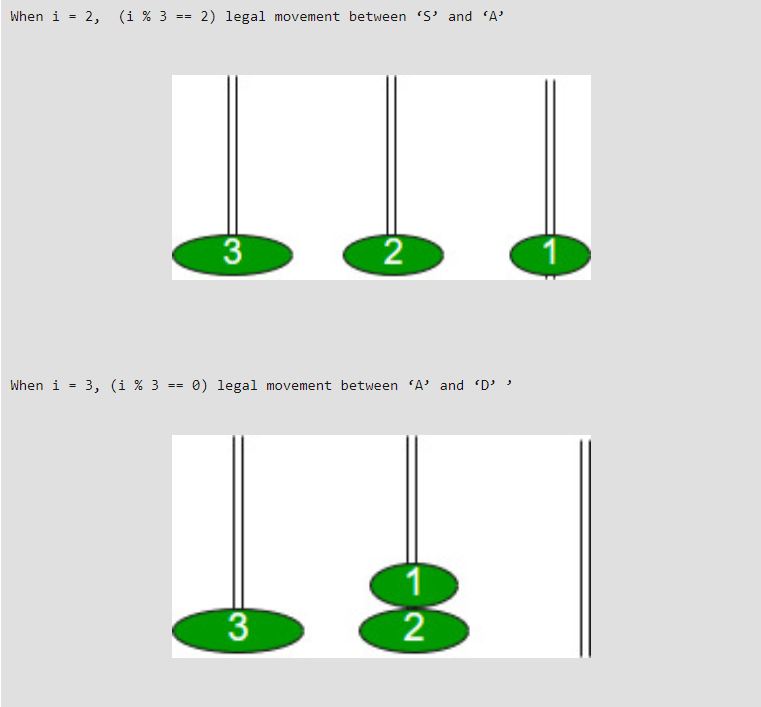 When i = 2,  (i % 3 == 2) legal movement between ‘S’ and ‘A’
3 2 1
When i = 3, (i % 3 == 0) legal movement between ‘A’ and ‘D’ ’
1
3 2